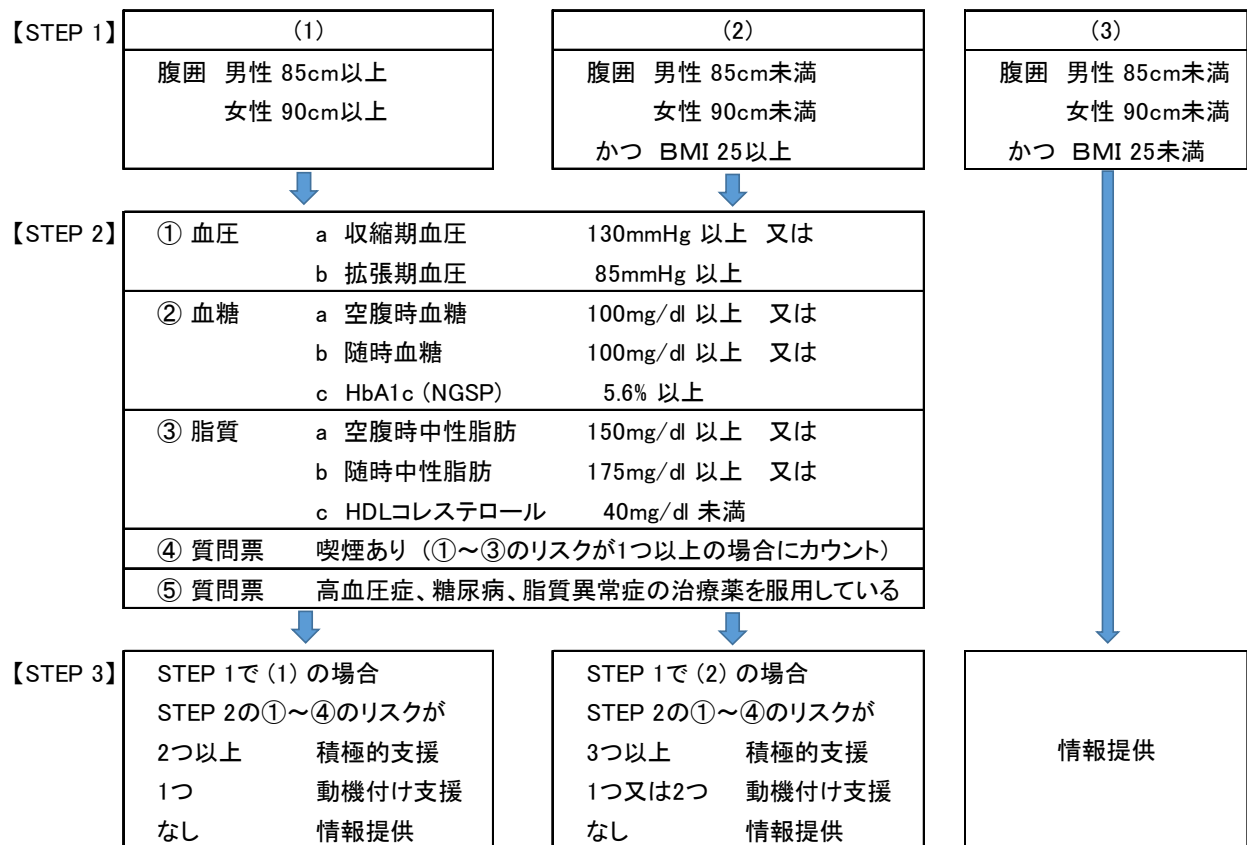 【STEP 1】 (1) (2) (3)
腹囲 男性 85cm以上 腹囲 男性 85cm未満 腹囲 男性 85cm未満
女性 90cm以上 女性 90cm未満 女性 90cm未満
かつ BMI 25以上 かつ BMI 25未満
【STEP 2】 ① 血圧 a 収縮期血圧 130mmHg 以上 又は
b 拡張期血圧 85mmHg 以上
② 血糖 a 空腹時血糖 100mg/dl 以上 又は
b 随時血糖 100mg/dl 以上 又は
c HbA1c (NGSP) 5.6% 以上
③ 脂質 a 空腹時中性脂肪 150mg/dl 以上 又は
b 随時中性脂肪 175mg/dl 以上 又は
c HDLコレステロール 40mg/dl 未満
④ 質問票 喫煙あり (①~③のリスクが1つ以上の場合にカウント)
⑤ 質問票 高血圧症、糖尿病、脂質異常症の治療薬を服用している
【STEP 3】 STEP 1で (1) の場合 STEP 1で (2) の場合
STEP 2の①~④のリスクが STEP 2の①~④のリスクが
2つ以上 積極的支援 3つ以上 積極的支援 情報提供
1つ 動機付け支援 1つ又は2つ 動機付け支援
なし 情報提供 なし 情報提供